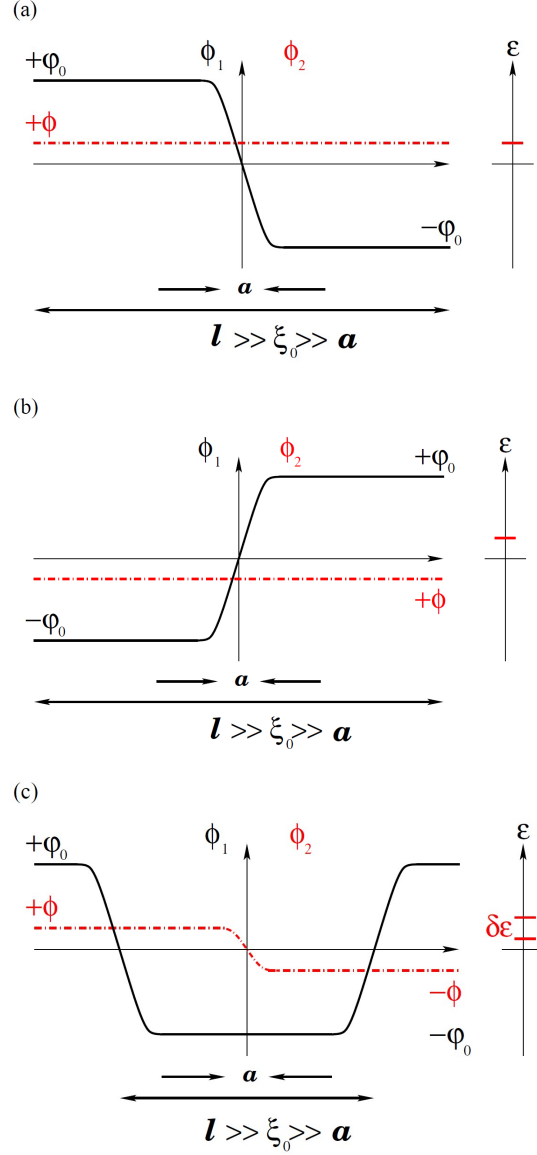 (a)
+φ₀ ϕ₁ ϕ₂ ε
+ϕ
−φ₀
a
l >> ξ₀ >> a
(b)
ϕ₁ ϕ₂ +φ₀ ε
−φ₀ +ϕ
a
l >> ξ₀ >> a
(c)
+φ₀ ϕ₁ ϕ₂ ε
+ϕ δε
−ϕ
−φ₀
a
l >> ξ₀ >> a